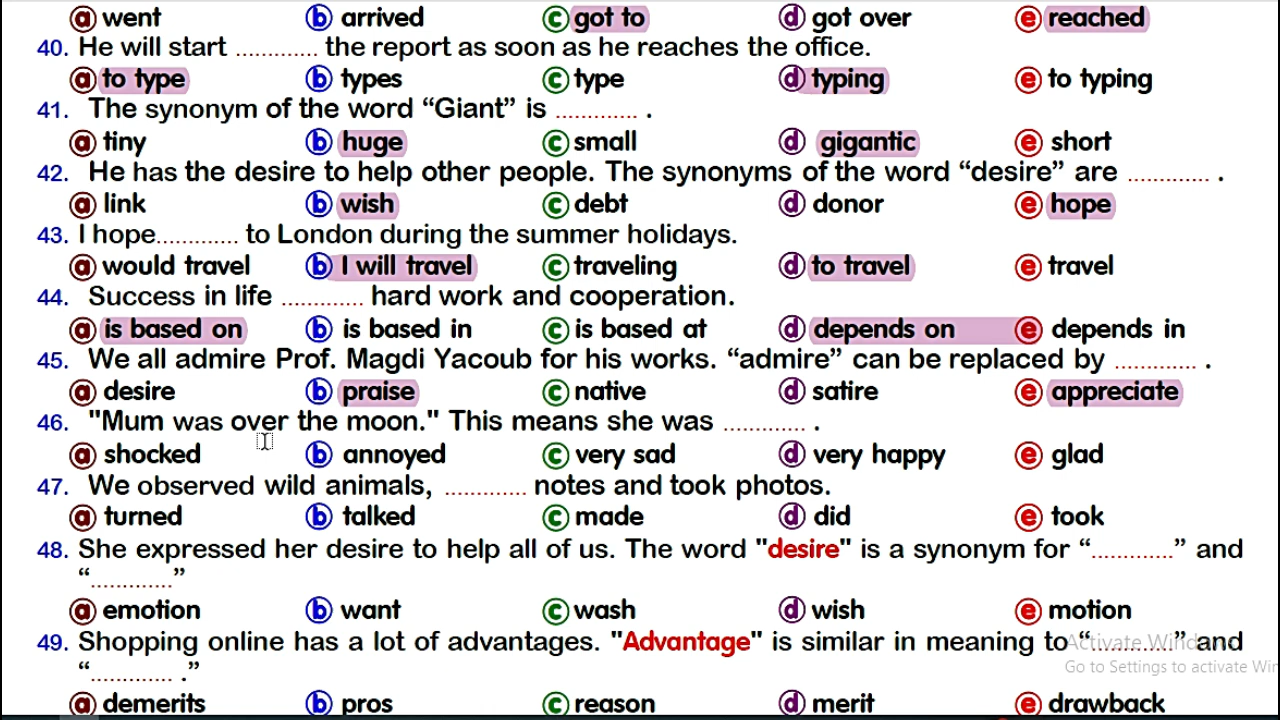 a went b arrived c got to d got over e reached
40. He will start ............. the report as soon as he reaches the office.
a to type b types c type d typing e to typing
41. The synonym of the word “Giant” is ............. .
a tiny b huge c small d gigantic e short
42. He has the desire to help other people. The synonyms of the word “desire” are ............. .
a link b wish c debt d donor e hope
43. I hope............. to London during the summer holidays.
a would travel b I will travel c traveling d to travel e travel
44. Success in life ............. hard work and cooperation.
a is based on b is based in c is based at d depends on e depends in
45. We all admire Prof. Magdi Yacoub for his works. “admire” can be replaced by ............. .
a desire b praise c native d satire e appreciate
46. "Mum was over the moon." This means she was ............. .
a shocked b annoyed c very sad d very happy e glad
47. We observed wild animals, ............. notes and took photos.
a turned b talked c made d did e took
48. She expressed her desire to help all of us. The word "desire" is a synonym for “.............” and
“.............”
a emotion b want c wash d wish e motion
49. Shopping online has a lot of advantages. "Advantage" is similar in meaning to “.............” and
“............. .”
Activate Windows
Go to Settings to activate Win
a demerits b pros c reason d merit e drawback